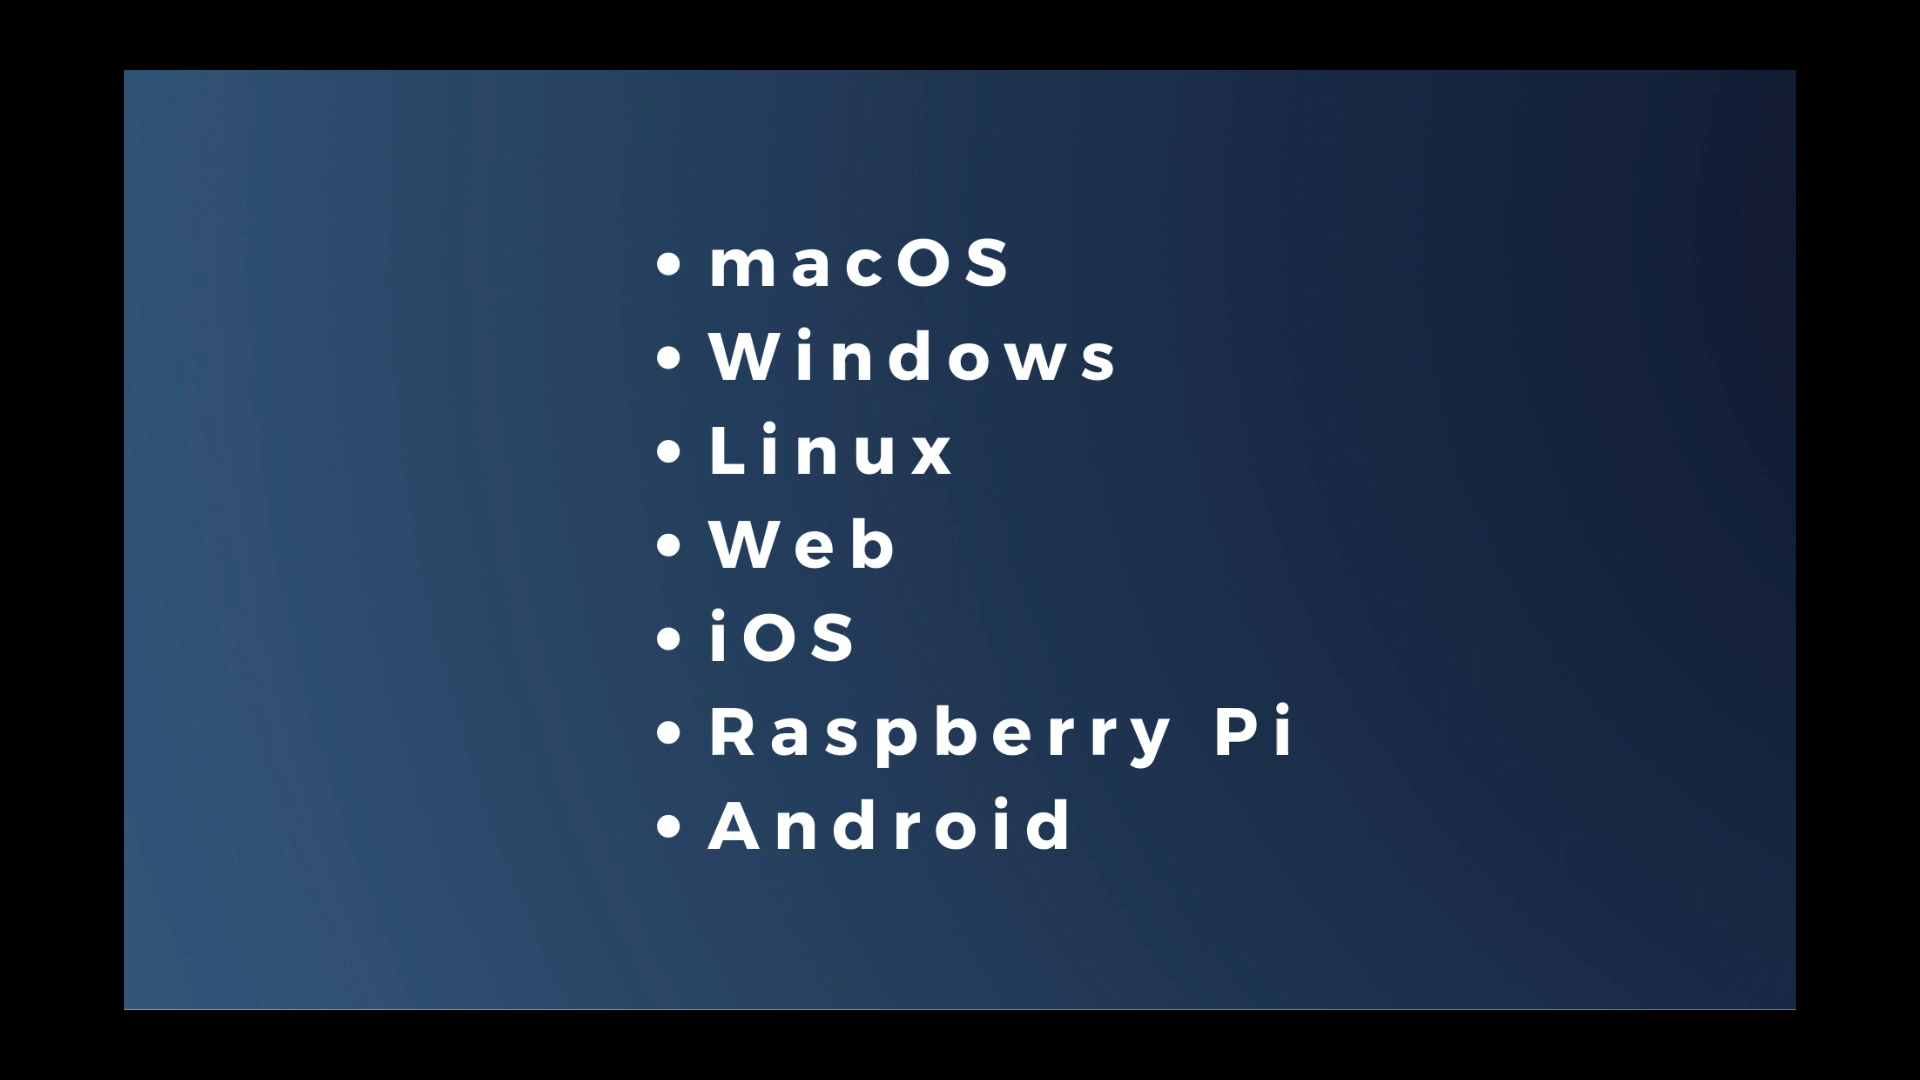 • macOS
• Windows
• Linux
• Web
• iOS
• Raspberry Pi
• Android